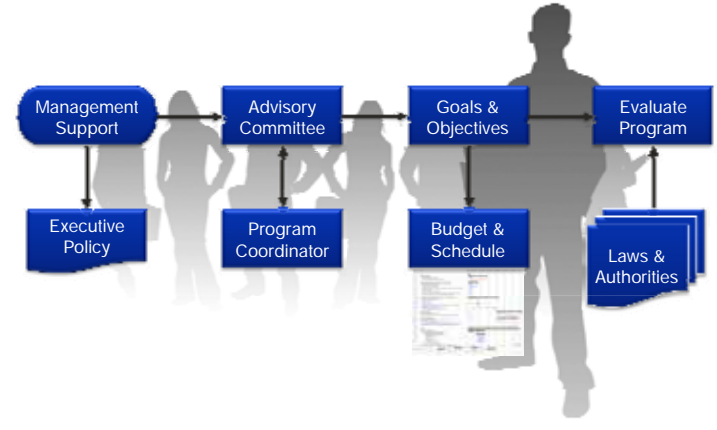 Management
Support
Advisory
Committee
Goals &
Objectives
Evaluate
Program
Executive
Policy
Program
Coordinator
Budget &
Schedule
Laws &
Authorities